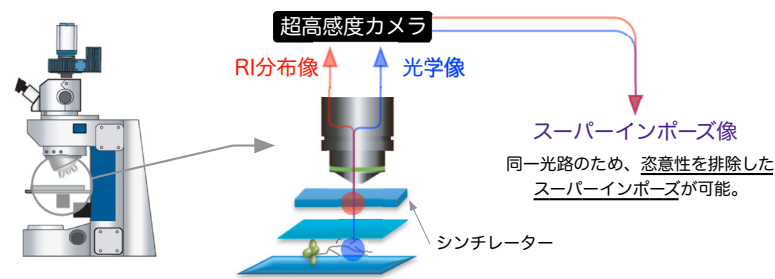 超高感度カメラ
RI分布像
光学像
スーパーインポーズ像
同一光路のため、恣意性を排除した
スーパーインポーズが可能。
シンチレーター